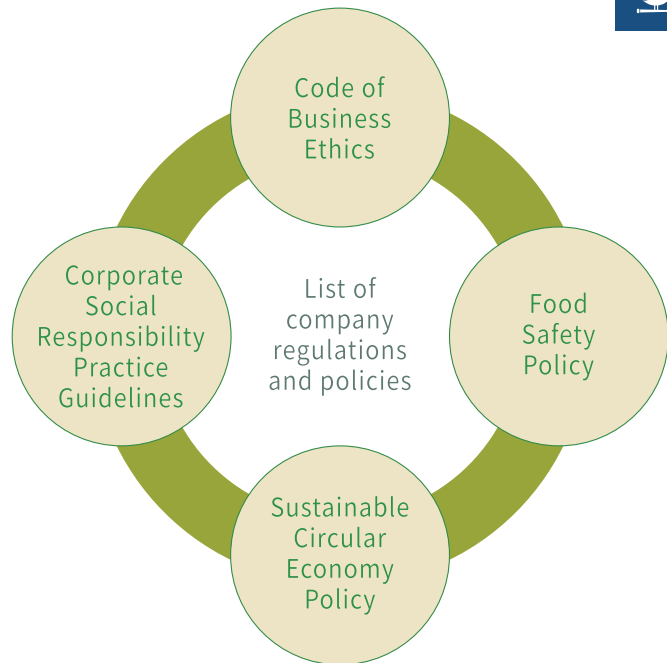 Code of
Business
Ethics
Corporate
Social
Responsibility
Practice
Guidelines
List of
company
regulations
and policies
Food
Safety
Policy
Sustainable
Circular
Economy
Policy